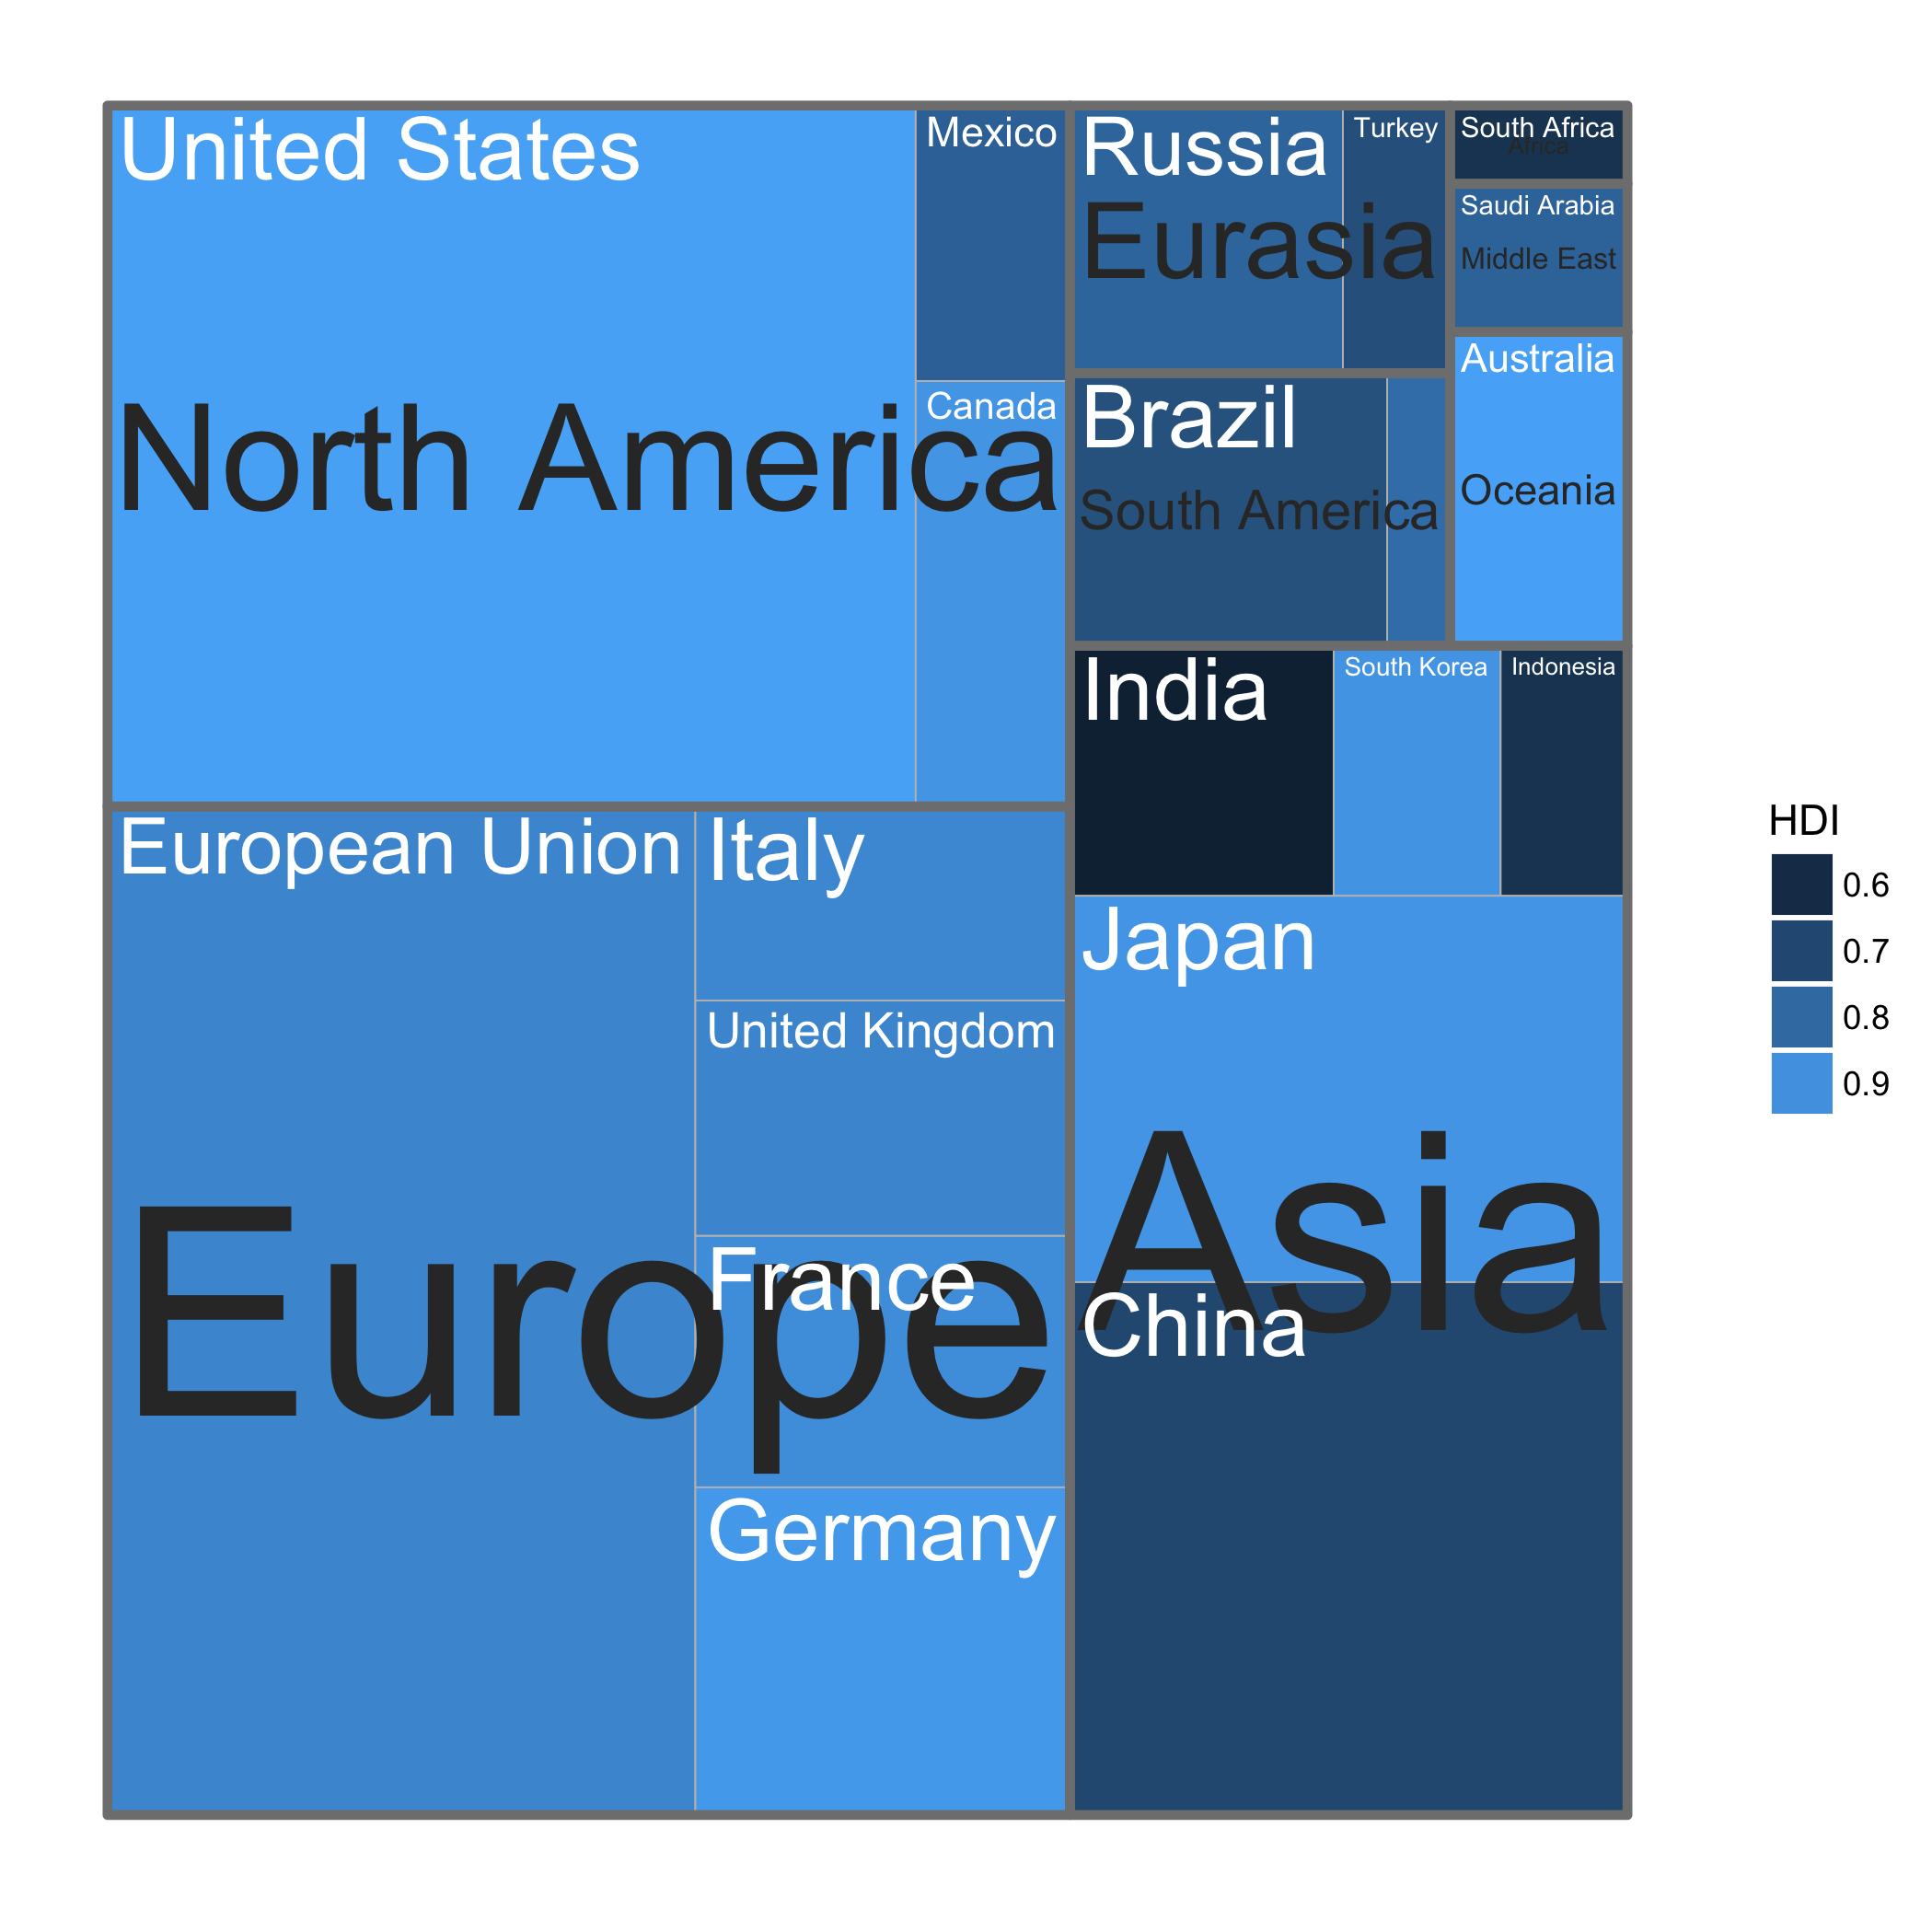 United States
Mexico
Canada
North America
Russia
Turkey
Eurasia
South Africa
Africa
Saudi Arabia
Middle East
Brazil
South America
Australia
Oceania
India
South Korea
Indonesia
Japan
Asia
China
European Union
Italy
United Kingdom
France
Europe
Germany
HDI
0.6
0.7
0.8
0.9